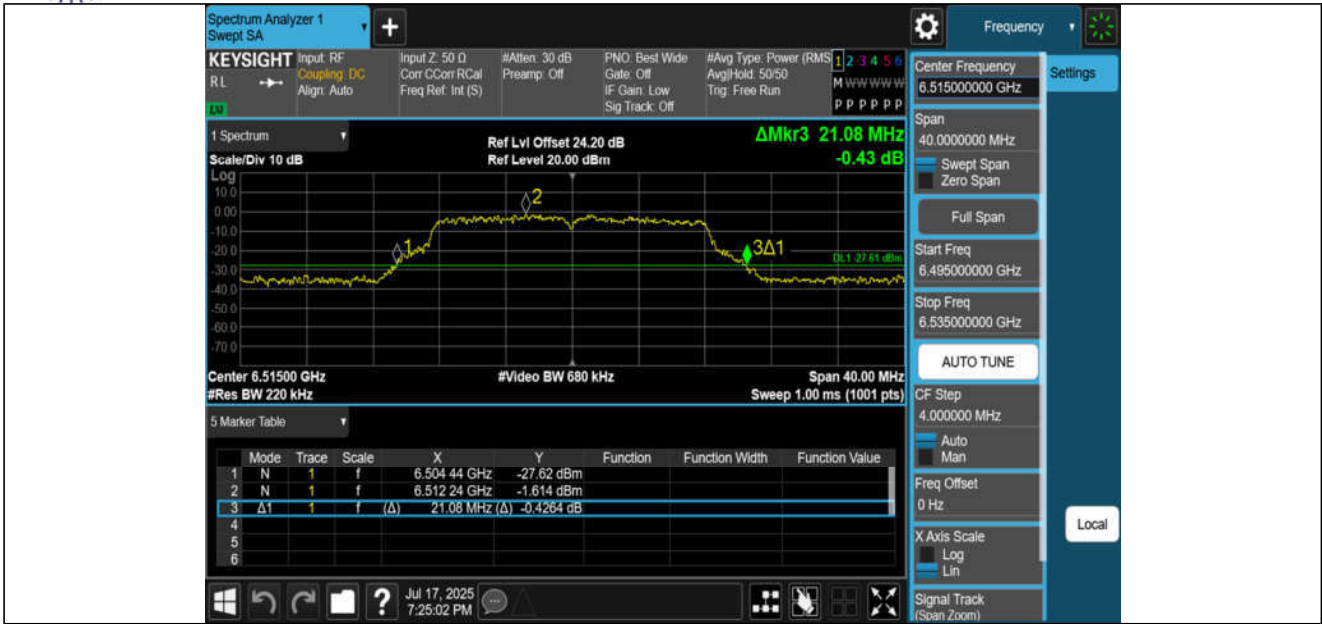 Spectrum Analyzer 1
Swept SA
+
Frequency
KEYSIGHT
RL
LXI
Input: RF
Coupling: DC
Align: Auto
Input Z: 50 Ω
Corr CCorr RCal
Freq Ref: Int (S)
#Atten: 30 dB
Preamp: Off
PNO: Best Wide
Gate: Off
IF Gain: Low
Sig Track: Off
#Avg Type: Power (RMS
Avg|Hold: 50/50
Trig: Free Run
1 2 3 4 5 6
M W W W W W
P P P P P P
Center Frequency
6.515000000 GHz
Settings
Span
40.0000000 MHz
Swept Span
Zero Span
Full Span
Start Freq
6.495000000 GHz
Stop Freq
6.535000000 GHz
AUTO TUNE
CF Step
4.000000 MHz
Auto
Man
Freq Offset
0 Hz
X Axis Scale
Log
Lin
Signal Track
(Span Zoom)
Local
1 Spectrum
Scale/Div 10 dB
Ref Lvl Offset 24.20 dB
Ref Level 20.00 dBm
ΔMkr3 21.08 MHz
-0.43 dB
Log
10.0
0.00
-10.0
-20.0
-30.0
-40.0
-50.0
-60.0
-70.0
1
2
3Δ1
DL1 -27.61 dBm
Center 6.51500 GHz
#Res BW 220 kHz
#Video BW 680 kHz
Span 40.00 MHz
Sweep 1.00 ms (1001 pts)
5 Marker Table
Mode Trace Scale X Y Function Function Width Function Value
1 N 1 f 6.504 44 GHz -27.62 dBm
2 N 1 f 6.512 24 GHz -1.614 dBm
3 Δ1 1 f (Δ) 21.08 MHz (Δ) -0.4264 dB
4
5
6
?
Jul 17, 2025
7:25:02 PM